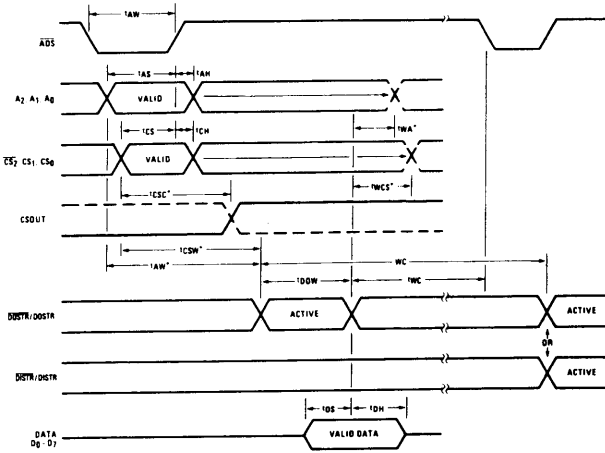 tAW
ADS
tAS
tAH
A2 A1 A0
VALID
tWA*
tCS
tCH
CS2 CS1, CS0
VALID
tCSC*
tWCS*
CSOUT
tCSW*
tAW*
WC
tDOW
tWC
DOSTR/DOSTR
ACTIVE
ACTIVE
OR
DISTR/DISTR
ACTIVE
tDS
tDH
DATA
D0 - D7
VALID DATA